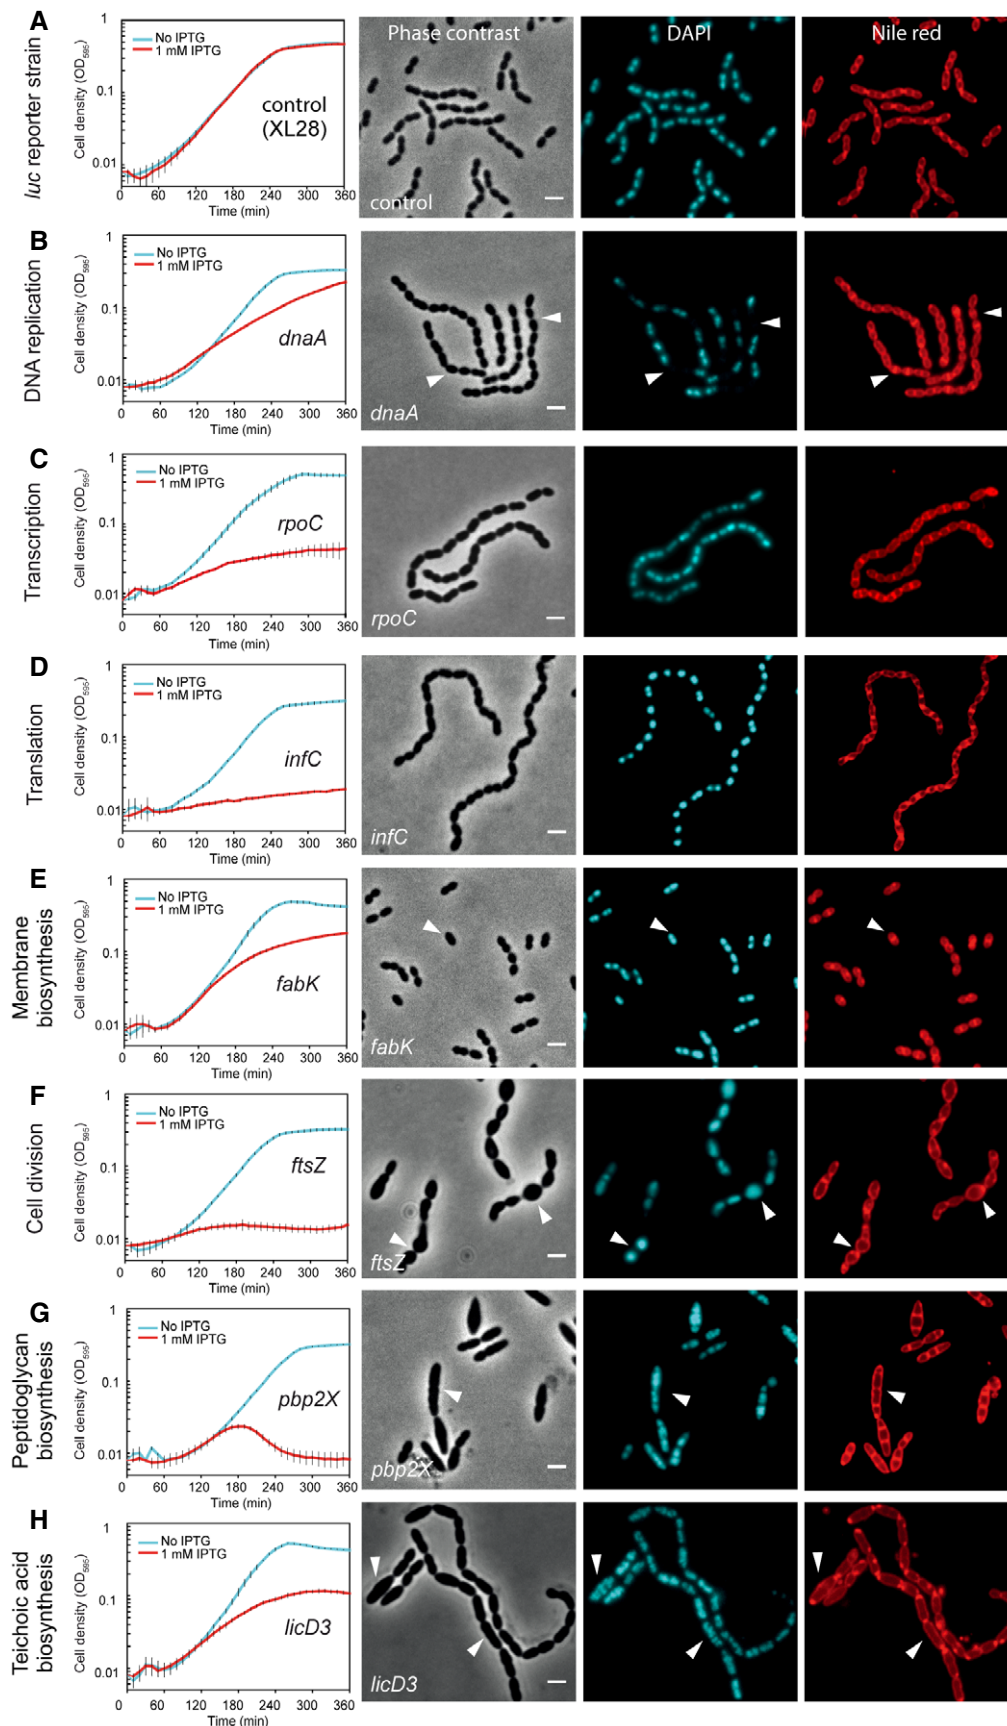 A
luc reporter strain
Cell density (OD595)
No IPTG
1 mM IPTG
control
(XL28)
1
0.1
0.01
0 60 120 180 240 300 360
Time (min)
Phase contrast
DAPI
Nile red
control
B
DNA replication
Cell density (OD595)
No IPTG
1 mM IPTG
dnaA
1
0.1
0.01
0 60 120 180 240 300 360
Time (min)
dnaA
C
Transcription
Cell density (OD595)
No IPTG
1 mM IPTG
rpoC
1
0.1
0.01
0 60 120 180 240 300 360
Time (min)
rpoC
D
Translation
Cell density (OD595)
No IPTG
1 mM IPTG
infC
1
0.1
0.01
0 60 120 180 240 300 360
Time (min)
infC
E
Membrane
biosynthesis
Cell density (OD595)
No IPTG
1 mM IPTG
fabK
1
0.1
0.01
0 60 120 180 240 300 360
Time (min)
fabK
F
Cell division
Cell density (OD595)
No IPTG
1 mM IPTG
ftsZ
1
0.1
0.01
0 60 120 180 240 300 360
Time (min)
ftsZ
G
Peptidoglycan
biosynthesis
Cell density (OD595)
No IPTG
1 mM IPTG
pbp2X
1
0.1
0.01
0 60 120 180 240 300 360
Time (min)
pbp2X
H
Teichoic acid
biosynthesis
Cell density (OD595)
No IPTG
1 mM IPTG
licD3
1
0.1
0.01
0 60 120 180 240 300 360
Time (min)
licD3